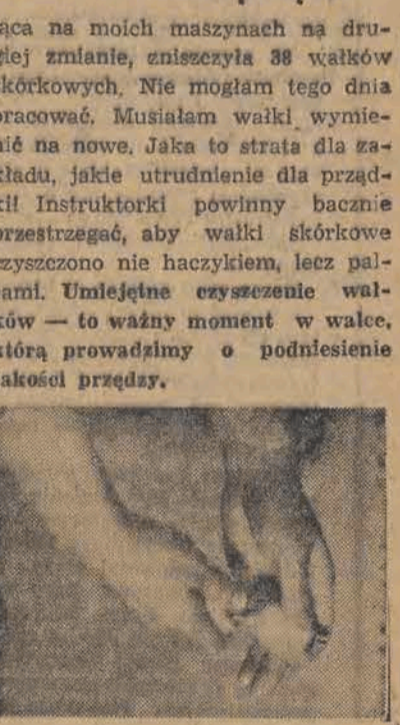 ąca na moich maszynach na dru-
giej zmianie, zniszczyła 38 wałków
skórkowych. Nie mogłam tego dnia
pracować. Musiałam wałki wymie-
nić na nowe. Jaka to strata dla za-
kładu, jakie utrudnienie dla prząd-
ki! Instruktorki powinny bacznie
przestrzegać, aby wałki skórkowe
czyszczono nie haczykiem, lecz pal-
cami. Umiejętne czyszczenie wał-
ków — to ważny moment w walce,
którą prowadzimy o podniesienie
jakości przędzy.